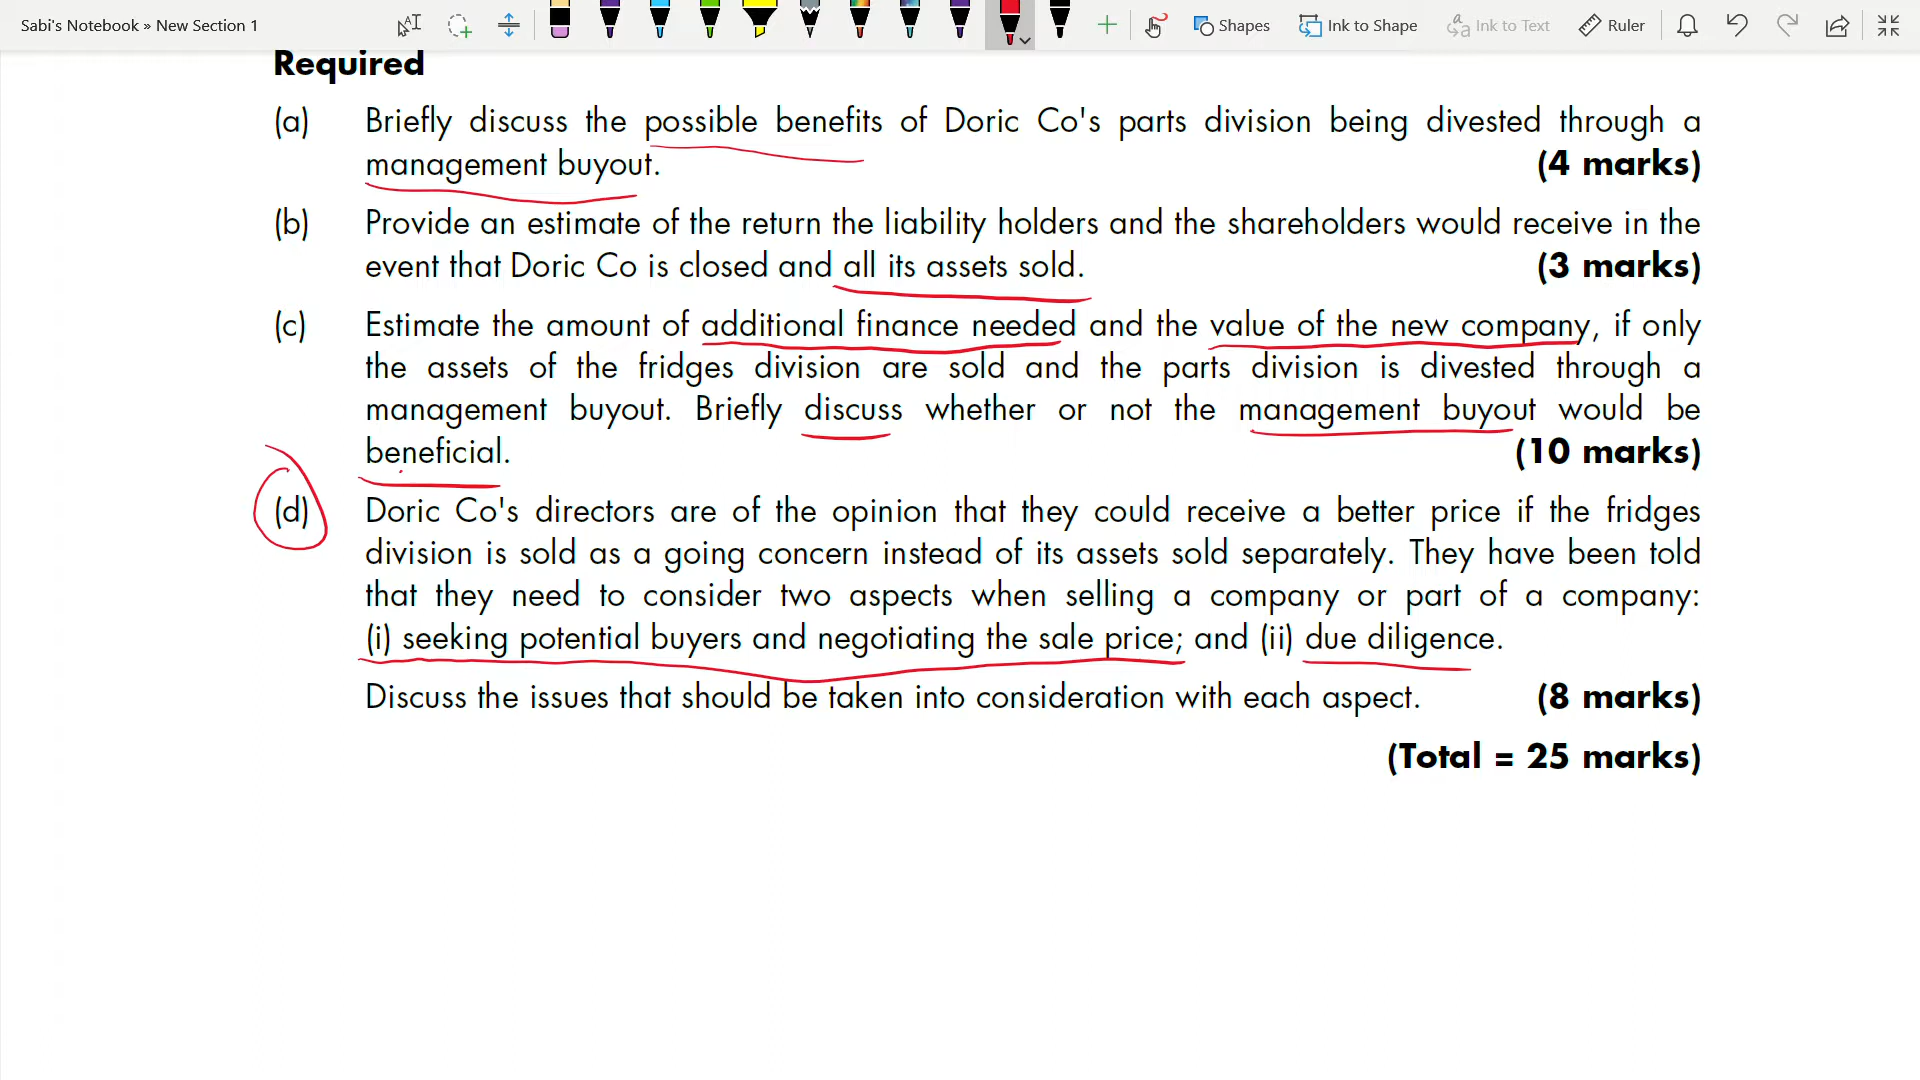 Sabi's Notebook » New Section 1
Shapes
Ink to Shape
Ink to Text
Ruler
Required
(a) Briefly discuss the possible benefits of Doric Co's parts division being divested through a
management buyout. (4 marks)
(b) Provide an estimate of the return the liability holders and the shareholders would receive in the
event that Doric Co is closed and all its assets sold. (3 marks)
(c) Estimate the amount of additional finance needed and the value of the new company, if only
the assets of the fridges division are sold and the parts division is divested through a
management buyout. Briefly discuss whether or not the management buyout would be
beneficial. (10 marks)
(d) Doric Co's directors are of the opinion that they could receive a better price if the fridges
division is sold as a going concern instead of its assets sold separately. They have been told
that they need to consider two aspects when selling a company or part of a company:
(i) seeking potential buyers and negotiating the sale price; and (ii) due diligence.
Discuss the issues that should be taken into consideration with each aspect. (8 marks)
(Total = 25 marks)